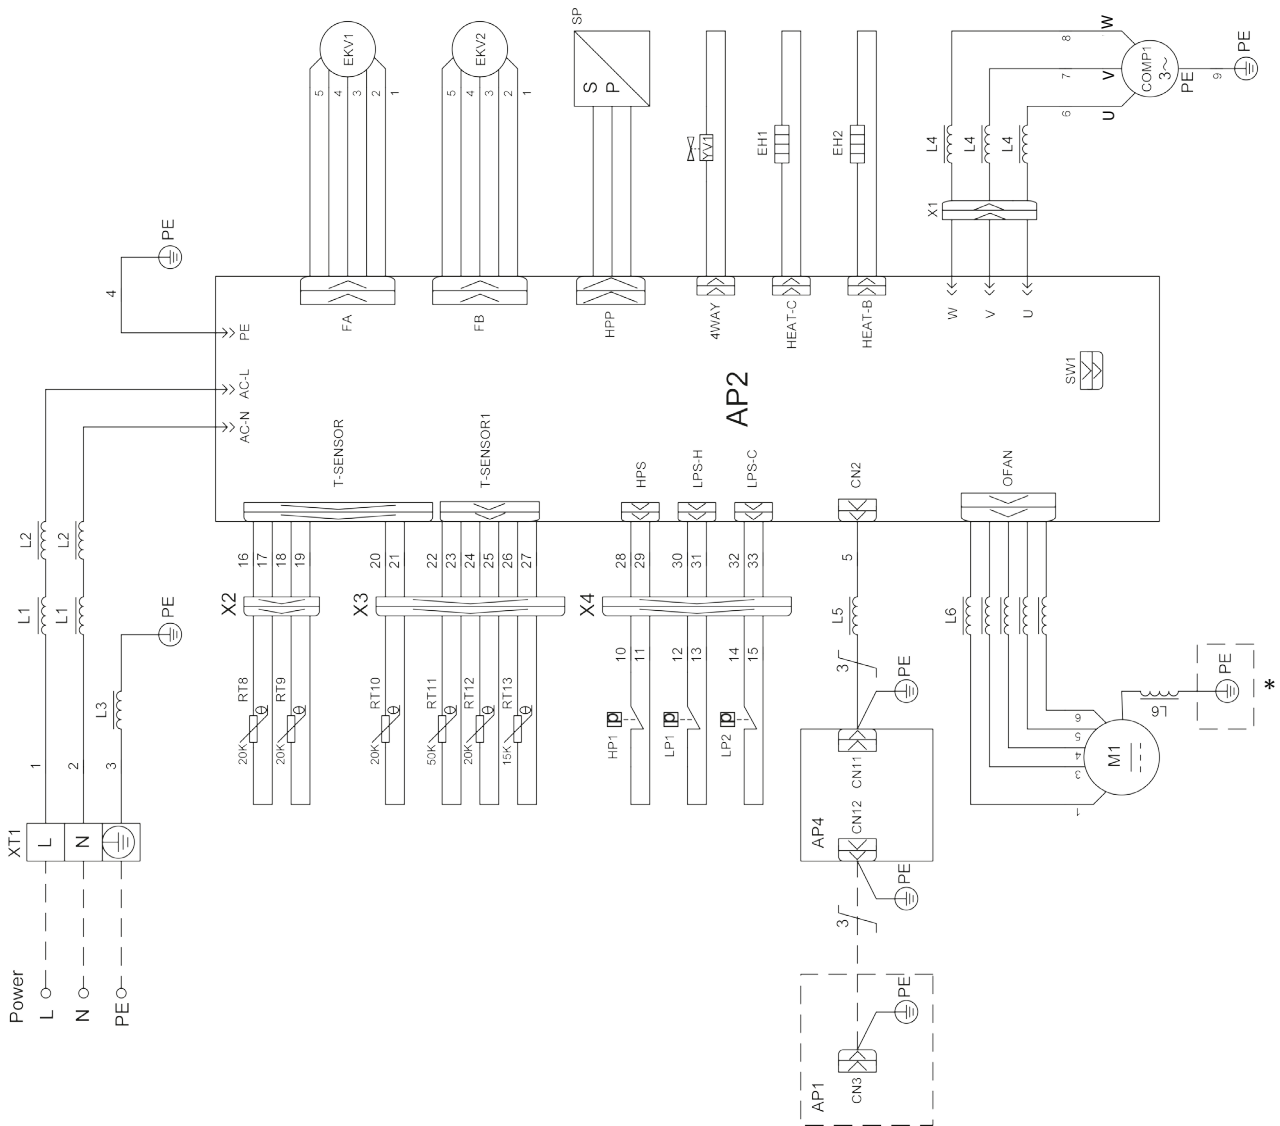 Power
L
N
PE
XT1
L
N
1
2
3
L1
L1
L2
L2
L3
PE
4
PE
PE
AC-L
AC-N
AP2
EKV1
5
4
3
2
1
FA
EKV2
5
4
3
2
1
FB
SP
S
P
HPP
YV1
4WAY
EH1
HEAT-C
EH2
HEAT-B
COMP1
3~
W
V
U
8
7
6
PE
9
PE
L4
L4
L4
X1
W
V
U
SW1
T-SENSOR
T-SENSOR1
HPS
LPS-H
LPS-C
CN2
OFAN
16
17
18
19
20
21
22
23
24
25
26
27
28
29
30
31
32
33
5
X2
X3
X4
10
11
12
13
14
15
RT8
20K
θ
RT9
20K
θ
RT10
20K
θ
RT11
50K
θ
RT12
20K
θ
RT13
15K
θ
HP1
P
LP1
P
LP2
P
L5
3
PE
AP4
CN11
CN12
PE
3
AP1
CN3
PE
L6
M1
1
3
4
5
6
L6
PE
*